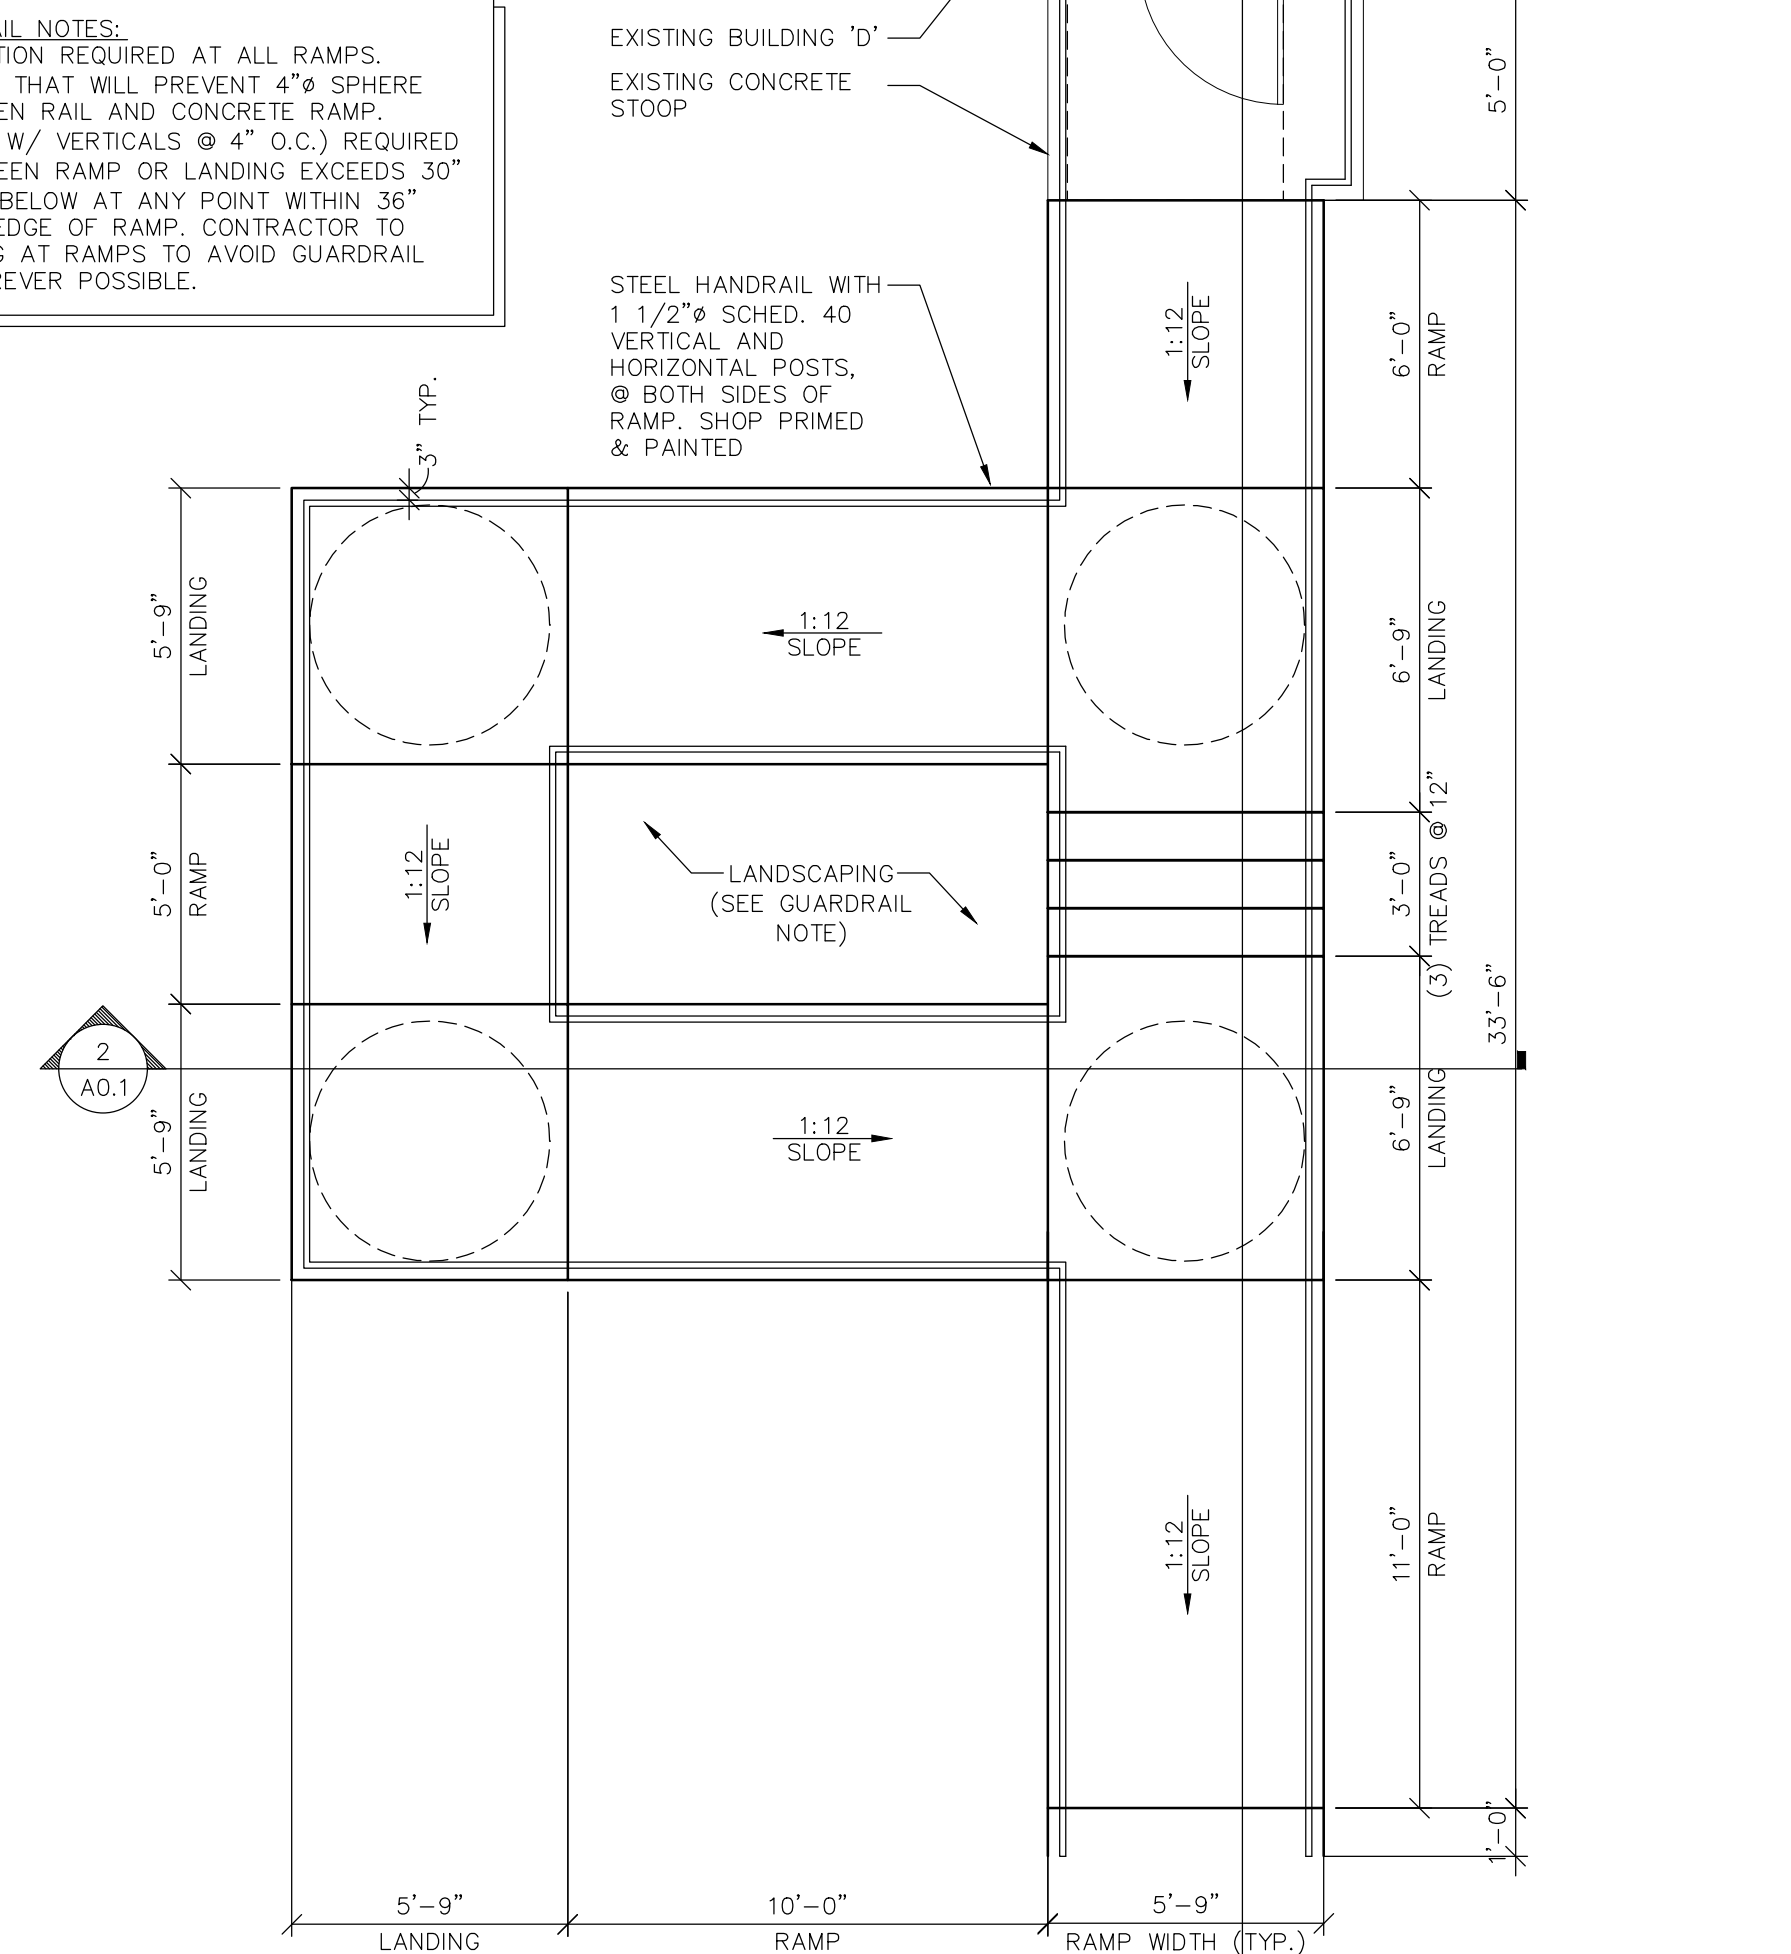 AIL NOTES:
TION REQUIRED AT ALL RAMPS.
THAT WILL PREVENT 4"ø SPHERE
EN RAIL AND CONCRETE RAMP.
W/ VERTICALS @ 4" O.C.) REQUIRED
EEN RAMP OR LANDING EXCEEDS 30"
BELOW AT ANY POINT WITHIN 36"
EDGE OF RAMP. CONTRACTOR TO
G AT RAMPS TO AVOID GUARDRAIL
REVER POSSIBLE.
EXISTING BUILDING 'D'
EXISTING CONCRETE
STOOP
STEEL HANDRAIL WITH
1 1/2"ø SCHED. 40
VERTICAL AND
HORIZONTAL POSTS,
@ BOTH SIDES OF
RAMP. SHOP PRIMED
& PAINTED
5'-0"
1:12
SLOPE
6'-0"
RAMP
3" TYP.
5'-9"
LANDING
1:12
SLOPE
6'-9"
LANDING
5'-0"
RAMP
1:12
SLOPE
LANDSCAPING
(SEE GUARDRAIL
NOTE)
3'-0"
(3) TREADS @ 12"
33'-6"
2
A0.1
5'-9"
LANDING
1:12
SLOPE
6'-9"
LANDING
1:12
SLOPE
11'-0"
RAMP
1'-0"
5'-9"
LANDING
10'-0"
RAMP
5'-9"
RAMP WIDTH (TYP.)